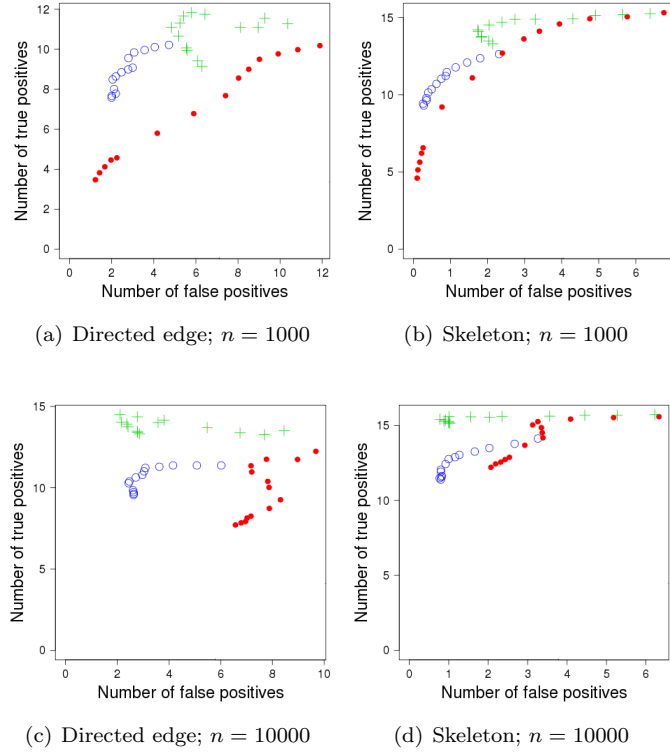 12
10
8
6
4
2
0
Number of true positives
0 2 4 6 8 10 12
Number of false positives
(a) Directed edge; n = 1000
15
10
5
0
Number of true positives
0 1 2 3 4 5 6
Number of false positives
(b) Skeleton; n = 1000
15
10
5
0
Number of true positives
0 2 4 6 8 10
Number of false positives
(c) Directed edge; n = 10000
15
10
5
0
Number of true positives
0 1 2 3 4 5 6
Number of false positives
(d) Skeleton; n = 10000